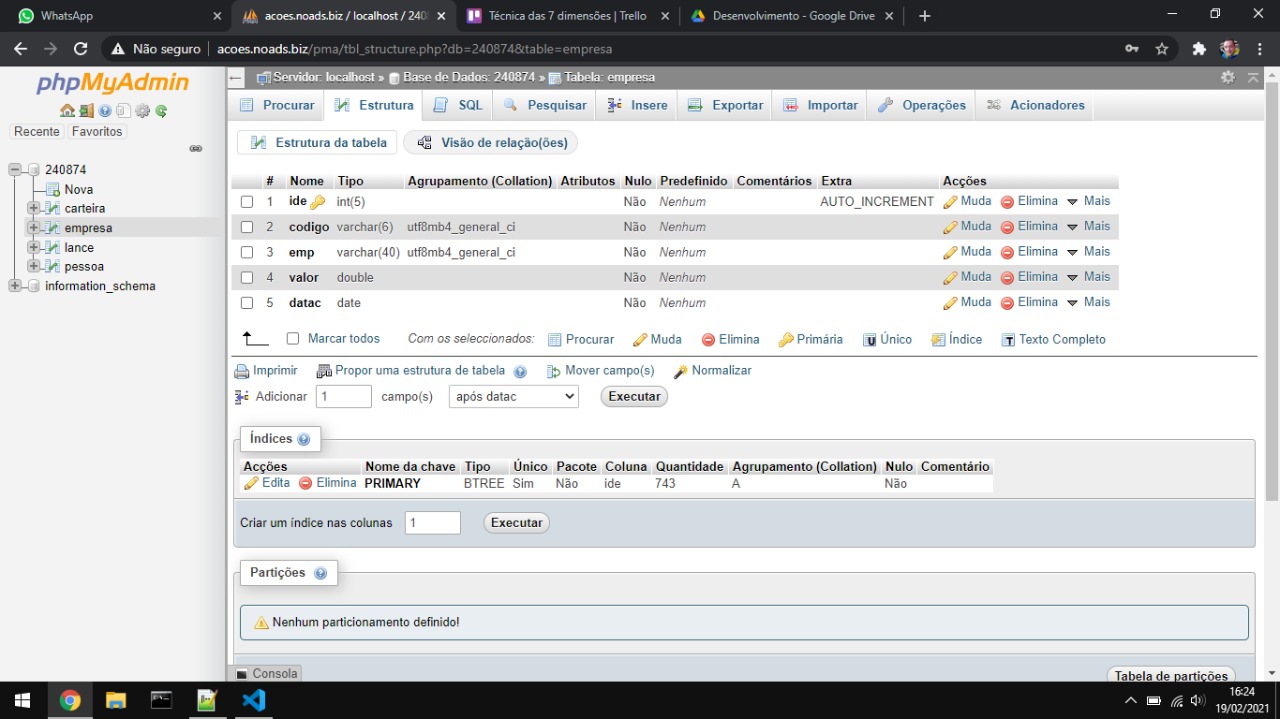 WhatsApp
acoes.noads.biz / localhost / 240
Técnica das 7 dimensões | Trello
Desenvolvimento - Google Drive
Não seguro | acoes.noads.biz/pma/tbl_structure.php?db=240874&table=empresa
phpMyAdmin
Recente Favoritos
240874
Nova
carteira
empresa
lance
pessoa
information_schema
Servidor: localhost » Base de Dados: 240874 » Tabela: empresa
Procurar Estrutura SQL Pesquisar Insere Exportar Importar Operações Acionadores
Estrutura da tabela Visão de relação(ões)
# Nome Tipo Agrupamento (Collation) Atributos Nulo Predefinido Comentários Extra Acções
1 ide int(5) Não Nenhum AUTO_INCREMENT Muda Elimina Mais
2 codigo varchar(6) utf8mb4_general_ci Não Nenhum Muda Elimina Mais
3 emp varchar(40) utf8mb4_general_ci Não Nenhum Muda Elimina Mais
4 valor double Não Nenhum Muda Elimina Mais
5 datac date Não Nenhum Muda Elimina Mais
Marcar todos Com os seleccionados: Procurar Muda Elimina Primária Único Índice Texto Completo
Imprimir Propor uma estrutura de tabela Mover campo(s) Normalizar
Adicionar 1 campo(s) após datac Executar
Índices
Acções Nome da chave Tipo Único Pacote Coluna Quantidade Agrupamento (Collation) Nulo Comentário
Edita Elimina PRIMARY BTREE Sim Não ide 743 A Não
Criar um índice nas colunas 1 Executar
Partições
Nenhum particionamento definido!
Consola
Tabela de partições
16:24
19/02/2021